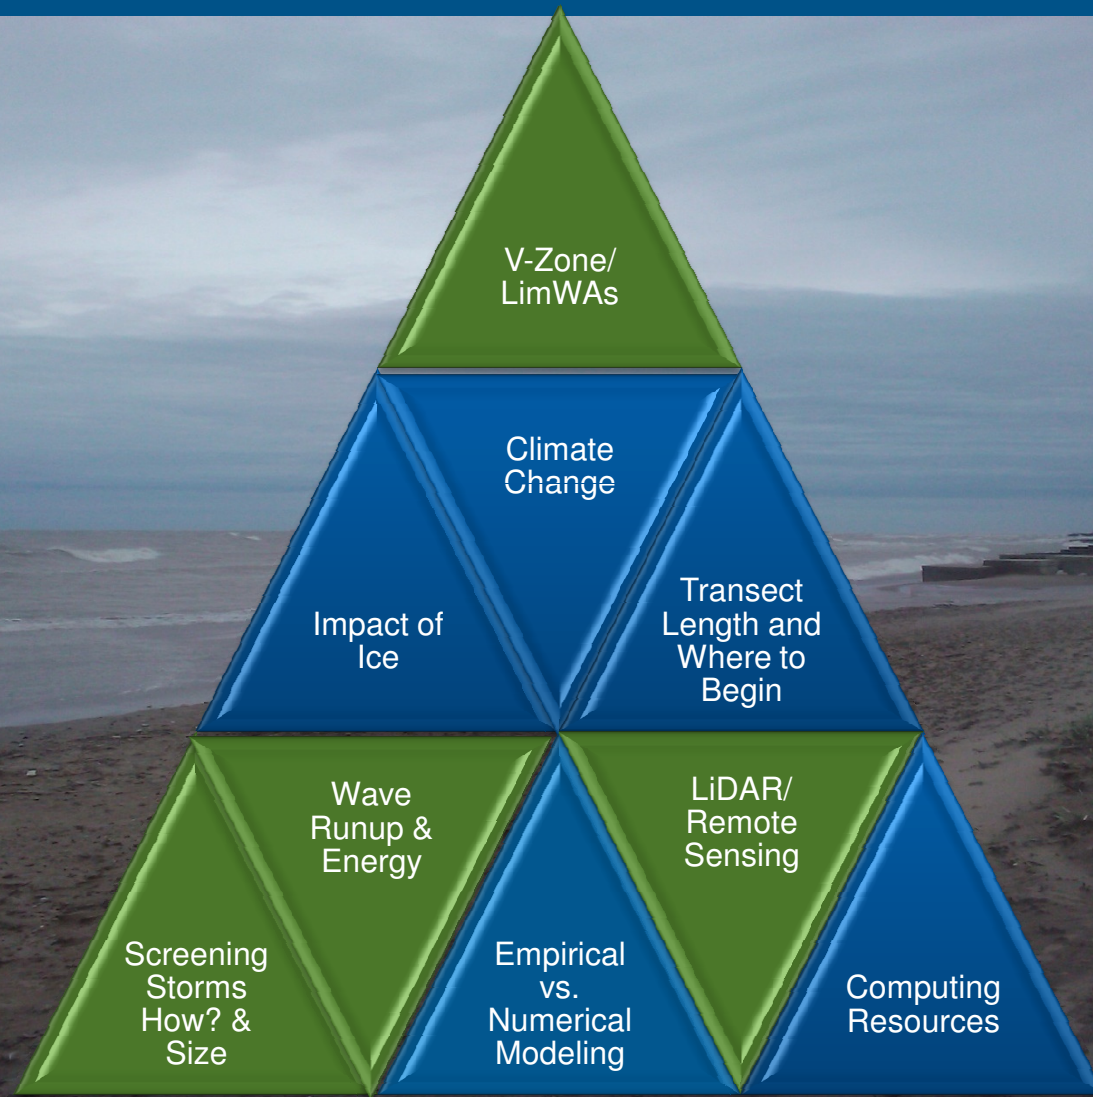 V-Zone/
LimWAs
Climate
Change
Impact of
Ice
Transect
Length and
Where to
Begin
Wave
Runup &
Energy
LiDAR/
Remote
Sensing
Screening
Storms
How? &
Size
Empirical
vs.
Numerical
Modeling
Computing
Resources